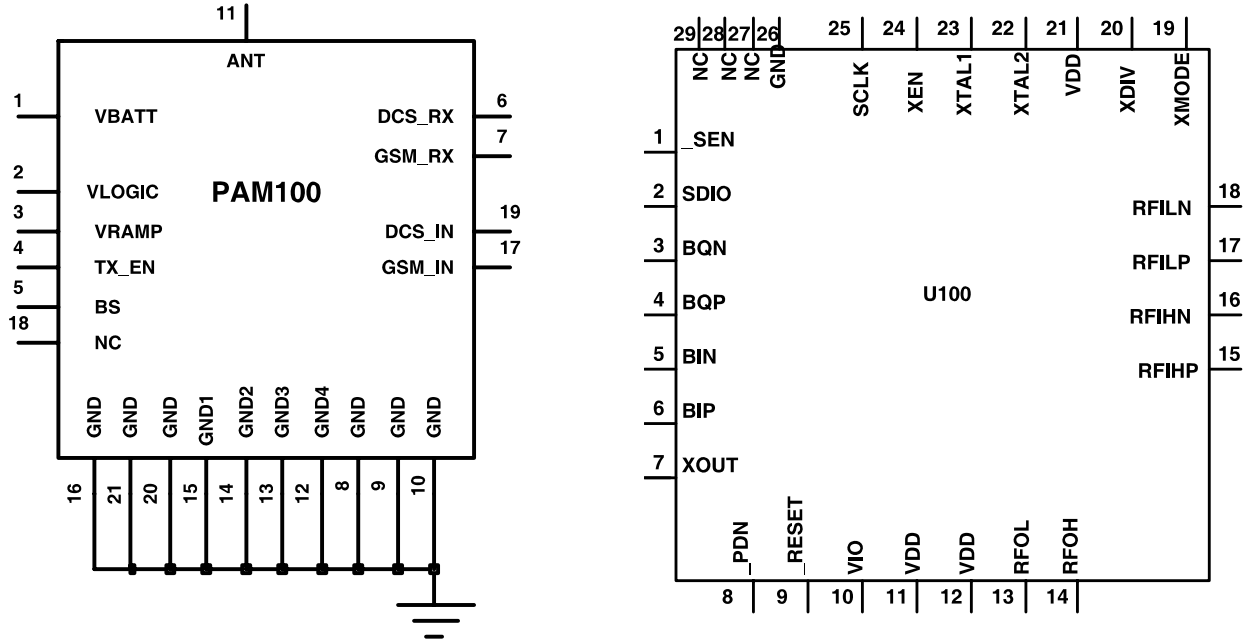 11
ANT
1 VBATT
DCS_RX 6
GSM_RX 7
2 VLOGIC
PAM100
3 VRAMP
DCS_IN 19
4 TX_EN
GSM_IN 17
5 BS
18 NC
GND GND GND GND1 GND2 GND3 GND4 GND GND GND
16 21 20 15 14 13 12 8 9 10
29 28 27 26 25 24 23 22 21 20 19
NC NC NC GND SCLK XEN XTAL1 XTAL2 VDD XDIV XMODE
1 _SEN
2 SDIO
RFILN 18
3 BQN
RFILP 17
U100
4 BQP
RFIHN 16
5 BIN
RFIHP 15
6 BIP
7 XOUT
_PDN _RESET VIO VDD VDD RFOL RFOH
8 9 10 11 12 13 14